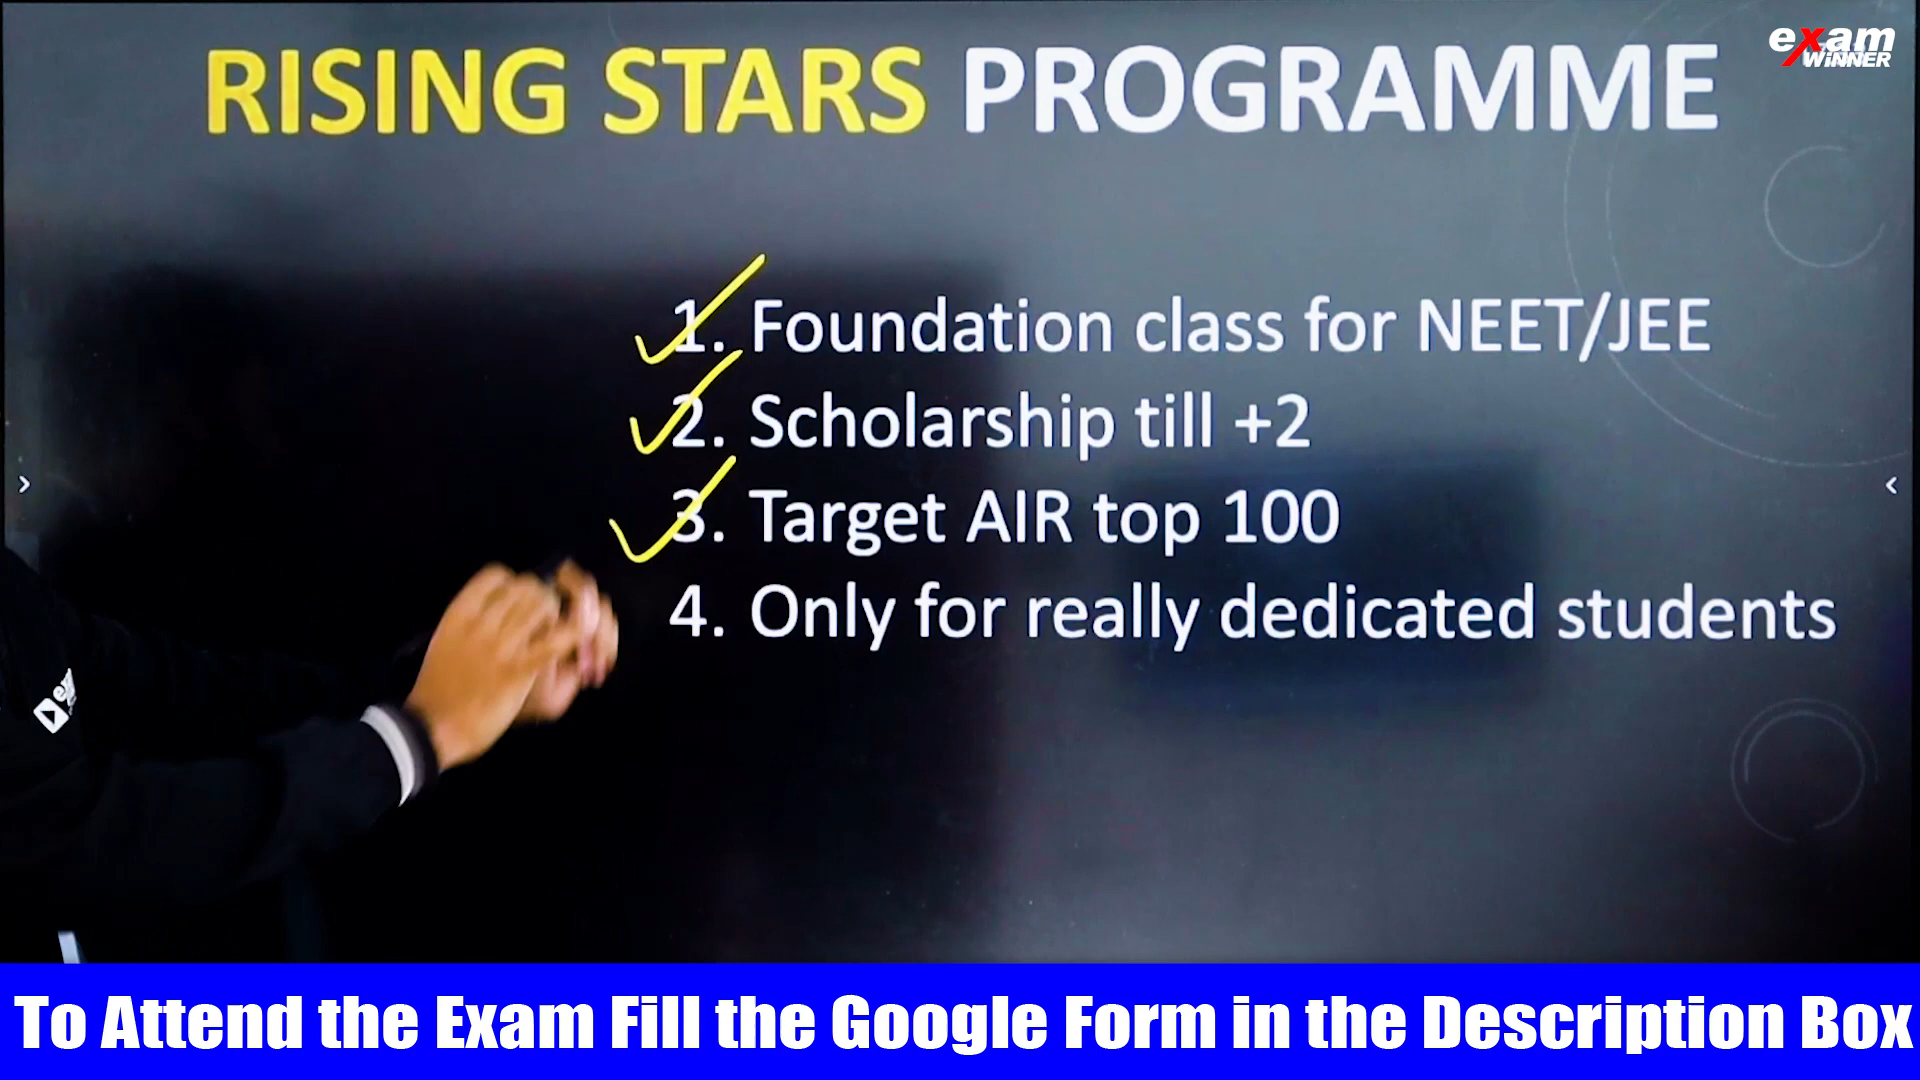 exam
WiNNER
RISING STARS PROGRAMME
1. Foundation class for NEET/JEE
2. Scholarship till +2
3. Target AIR top 100
4. Only for really dedicated students
To Attend the Exam Fill the Google Form in the Description Box